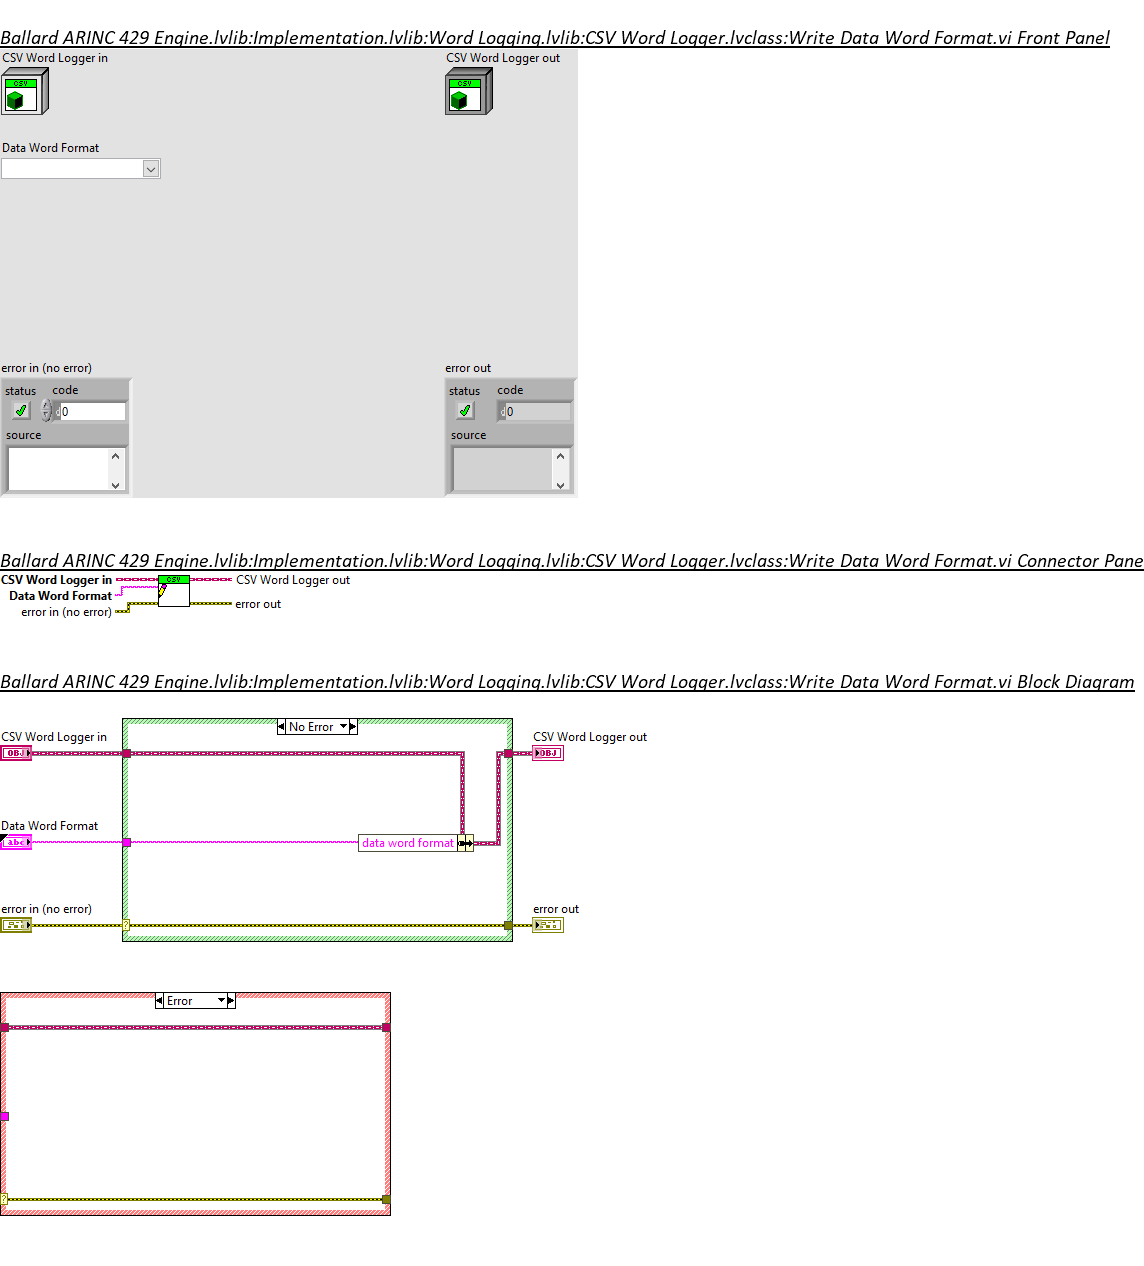 Ballard ARINC 429 Engine.lvlib:Implementation.lvlib:Word Logging.lvlib:CSV Word Logger.lvclass:Write Data Word Format.vi Front Panel
CSV Word Logger in
CSV Word Logger out
CSV
CSV
Data Word Format
error in (no error)
error out
status
code
status
code
d
0
d
0
source
source
Ballard ARINC 429 Engine.lvlib:Implementation.lvlib:Word Logging.lvlib:CSV Word Logger.lvclass:Write Data Word Format.vi Connector Pane
CSV Word Logger in
CSV
CSV Word Logger out
Data Word Format
error in (no error)
error out
Ballard ARINC 429 Engine.lvlib:Implementation.lvlib:Word Logging.lvlib:CSV Word Logger.lvclass:Write Data Word Format.vi Block Diagram
No Error
CSV Word Logger in
CSV Word Logger out
OBJ
OBJ
Data Word Format
abc
data word format
error in (no error)
error out
?
Error
?